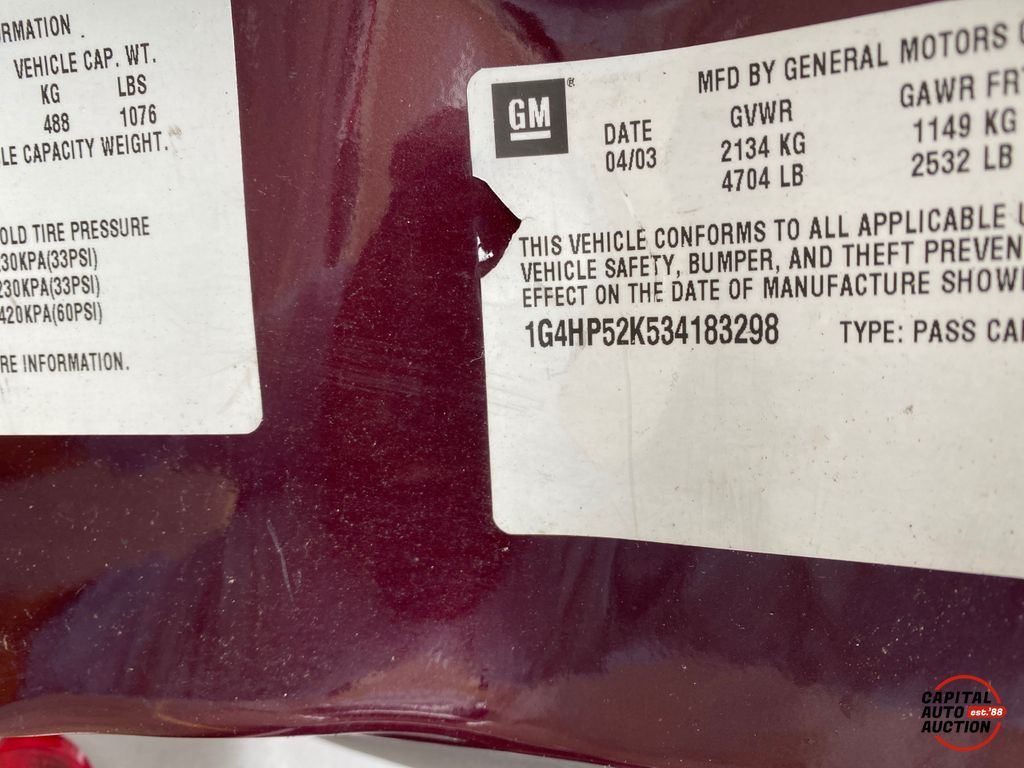 RMATION
VEHICLE CAP. WT.
KG LBS
488 1076
LE CAPACITY WEIGHT.
OLD TIRE PRESSURE
230KPA(33PSI)
230KPA(33PSI)
420KPA(60PSI)
RE INFORMATION.
GM®
MFD BY GENERAL MOTORS C
DATE GVWR GAWR FRT
04/03 2134 KG 1149 KG
4704 LB 2532 LB
THIS VEHICLE CONFORMS TO ALL APPLICABLE U
VEHICLE SAFETY, BUMPER, AND THEFT PREVEN
EFFECT ON THE DATE OF MANUFACTURE SHOW
1G4HP52K534183298 TYPE: PASS CAR
CAPITAL
AUTO est.'88
AUCTION